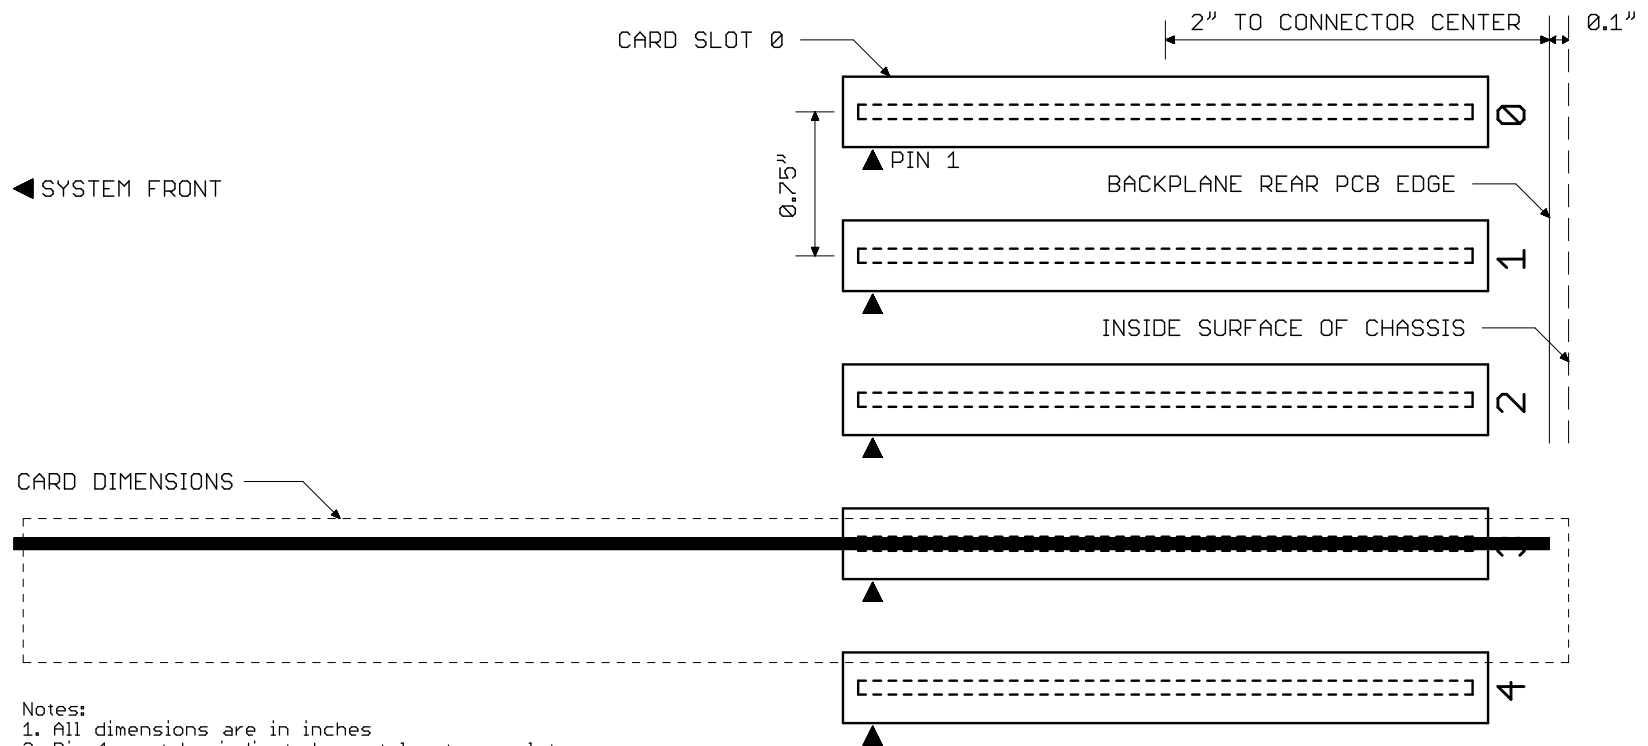 2” TO CONNECTOR CENTER
0.1”
CARD SLOT 0
0
PIN 1
0.75”
BACKPLANE REAR PCB EDGE
SYSTEM FRONT
1
INSIDE SURFACE OF CHASSIS
2
CARD DIMENSIONS
4
Notes:
1. All dimensions are in inches